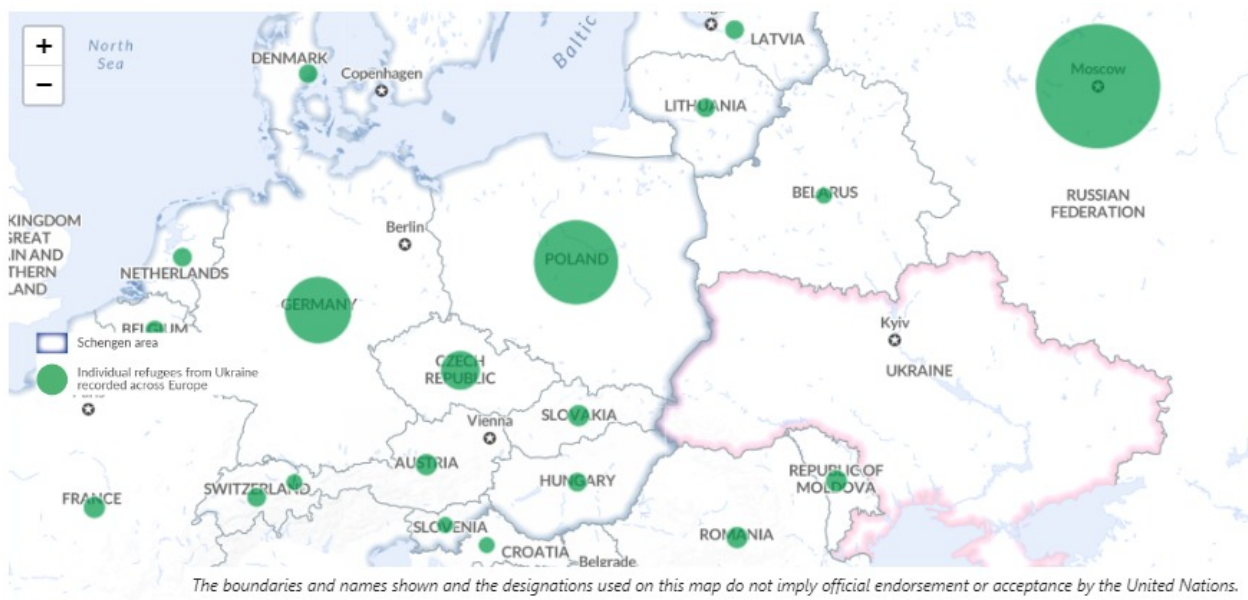 +
−
North
Sea
DENMARK
Copenhagen
Baltic
LATVIA
LITHUANIA
Moscow
BELARUS
RUSSIAN
FEDERATION
KINGDOM
Berlin
POLAND
NETHERLANDS
GERMANY
BELGIUM
Kyiv
UKRAINE
Schengen area
Individual refugees from Ukraine
recorded across Europe
CZECH
REPUBLIC
SLOVAKIA
Vienna
AUSTRIA
HUNGARY
REPUBLIC OF
MOLDOVA
SWITZERLAND
FRANCE
SLOVENIA
CROATIA
ROMANIA
Belgrade
The boundaries and names shown and the designations used on this map do not imply official endorsement or acceptance by the United Nations.